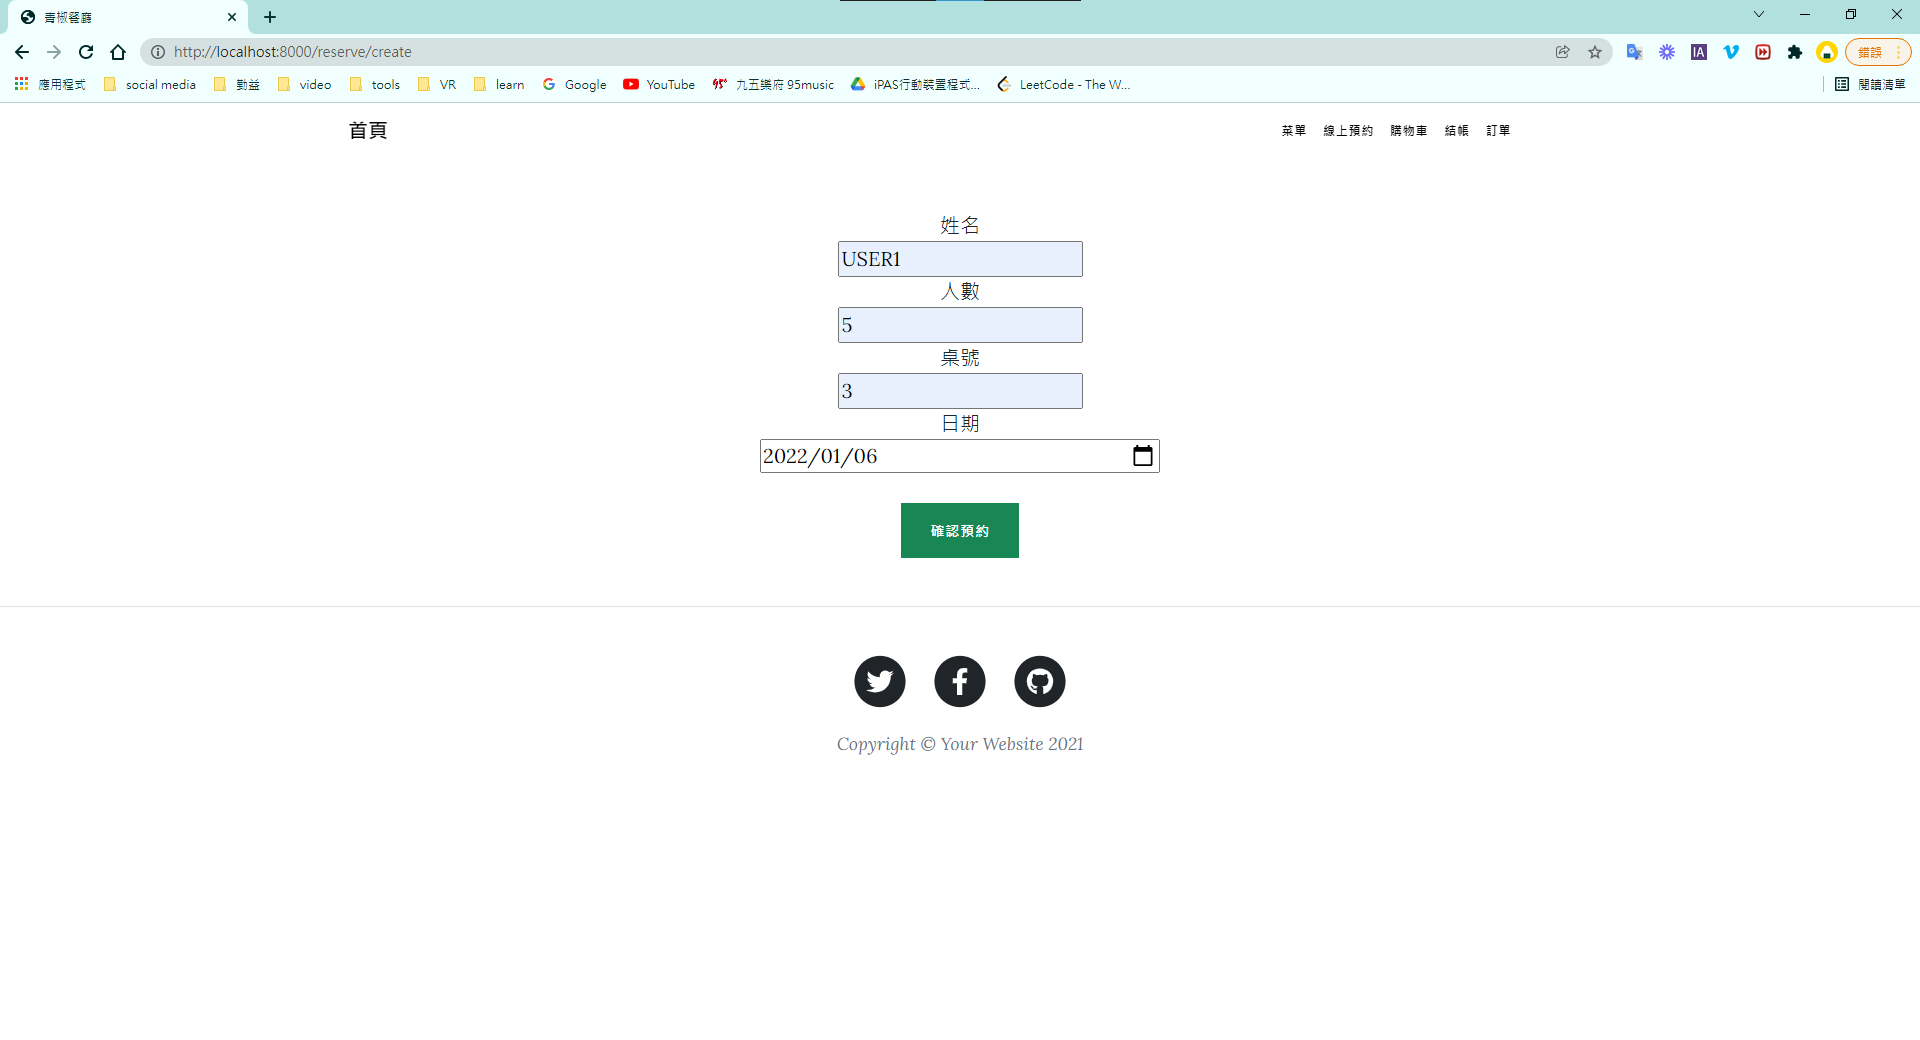 青椒餐廳
http://localhost:8000/reserve/create
錯誤
應用程式 social media 勤益 video tools VR learn Google YouTube 九五樂府 95music iPAS行動裝置程式... LeetCode - The W... 閱讀清單
首頁 菜單 線上預約 購物車 結帳 訂單
姓名
USER1
人數
5
桌號
3
日期
2022/01/06
確認預約
Copyright © Your Website 2021